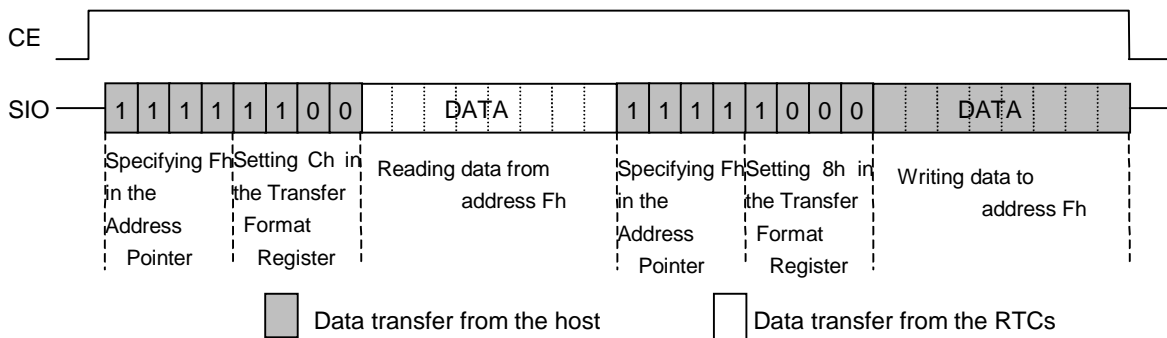 CE
SIO
1 1 1 1 1 1 0 0 DATA 1 1 1 1 1 0 0 0 DATA
Specifying Fh
in the
Address
Pointer
Setting Ch in
the Transfer
Format
Register
Reading data from
address Fh
Specifying Fh
in the
Address
Pointer
Setting 8h in
the Transfer
Format
Register
Writing data to
address Fh
Data transfer from the host
Data transfer from the RTCs